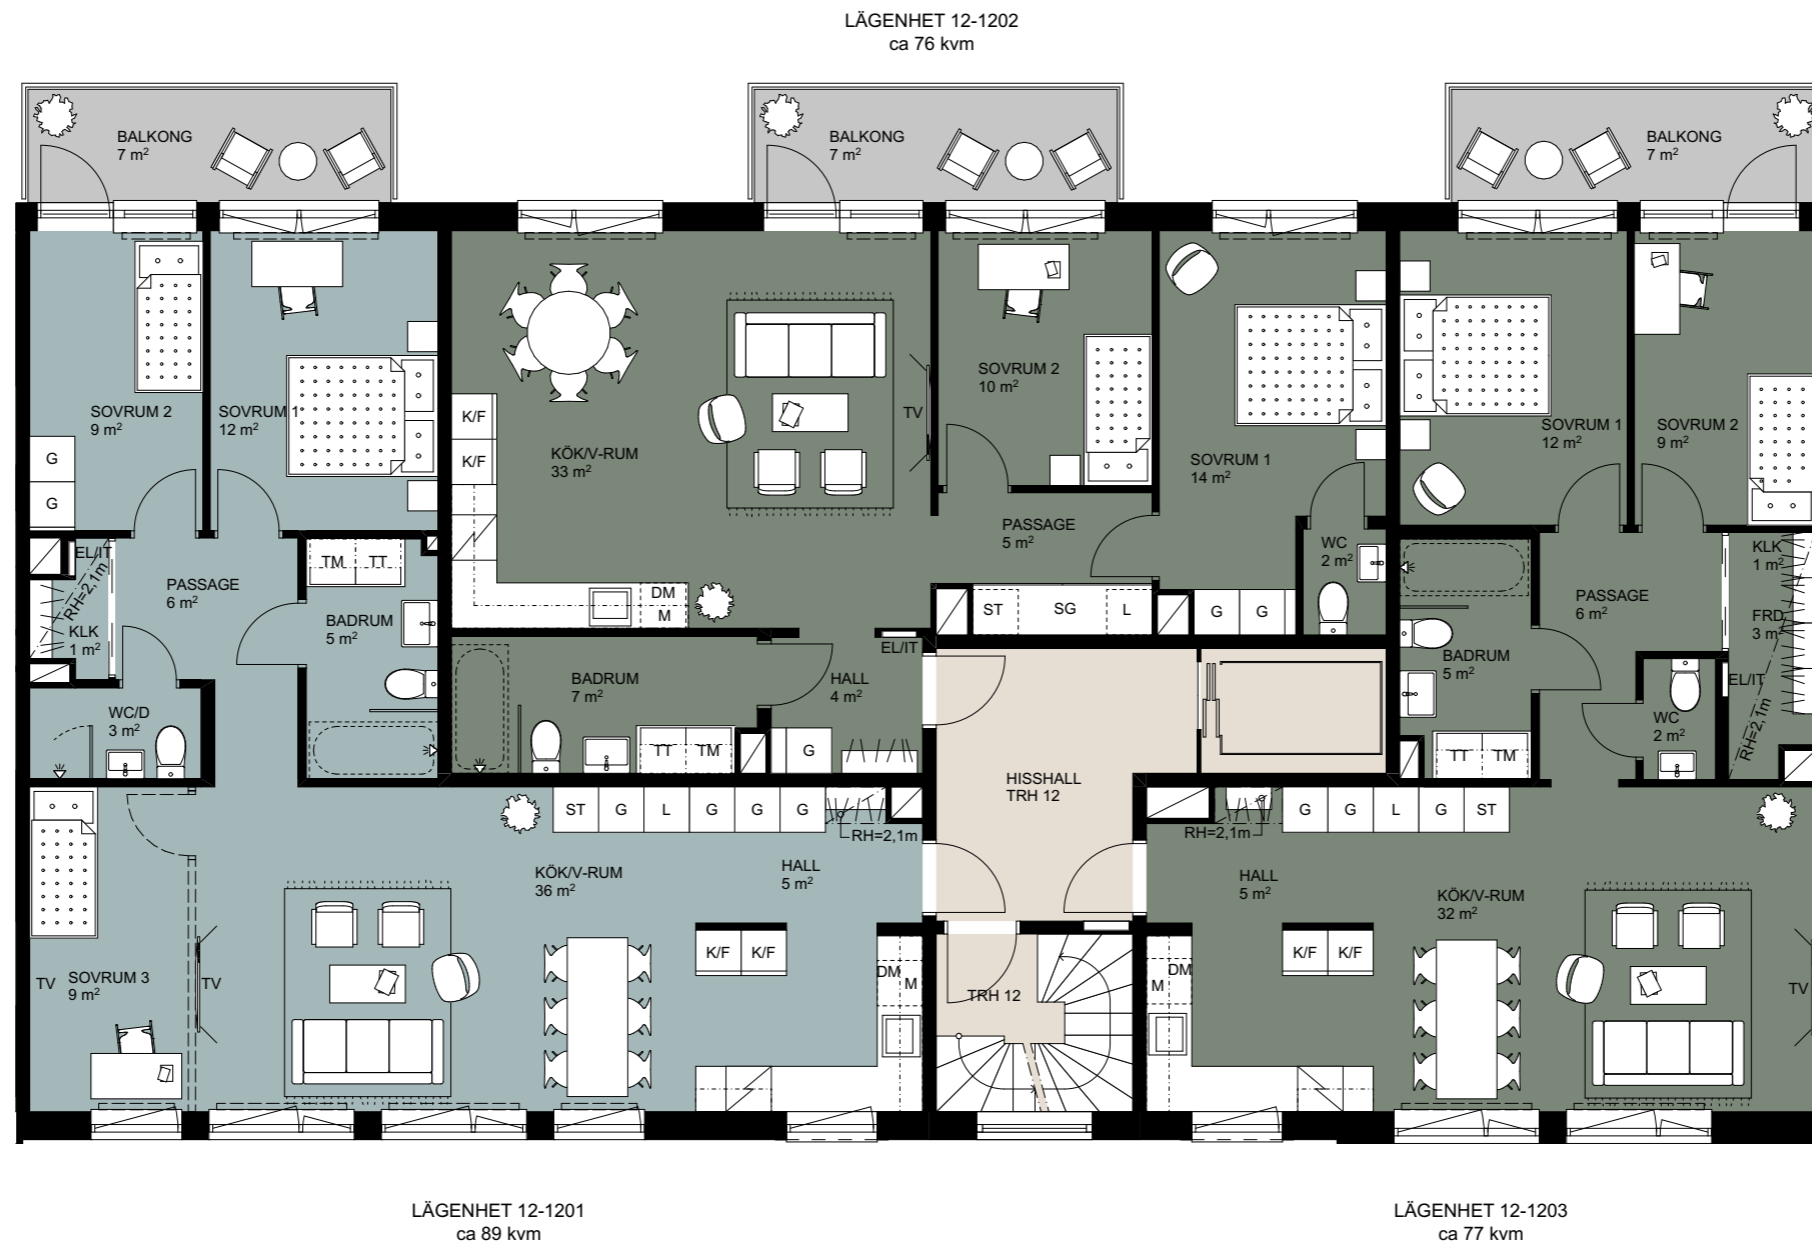 LÄGENHET 12-1202
ca 76 kvm
BALKONG
7 m²
BALKONG
7 m²
BALKONG
7 m²
SOVRUM 2
9 m²
SOVRUM 1
12 m²
G
G
K/F
K/F
KÖK/V-RUM
33 m²
TV
SOVRUM 2
10 m²
SOVRUM 1
14 m²
SOVRUM 1
12 m²
SOVRUM 2
9 m²
EL/IT
RH=2,1m
KLK
1 m²
PASSAGE
6 m²
TM
TT
BADRUM
5 m²
DM
M
PASSAGE
5 m²
ST
SG
L
G
G
WC
2 m²
PASSAGE
6 m²
KLK
1 m²
FRD
3 m²
EL/IT
RH=2,1m
BADRUM
5 m²
WC
2 m²
TT
TM
WC/D
3 m²
BADRUM
7 m²
TT
TM
EL/IT
HALL
4 m²
G
HISSHALL
TRH 12
ST
G
L
G
G
G
RH=2,1m
KÖK/V-RUM
36 m²
HALL
5 m²
K/F
K/F
DM
M
TV
SOVRUM 3
9 m²
TV
TRH 12
RH=2,1m
G
G
L
G
ST
HALL
5 m²
KÖK/V-RUM
32 m²
K/F
K/F
DM
M
TV
LÄGENHET 12-1201
ca 89 kvm
LÄGENHET 12-1203
ca 77 kvm